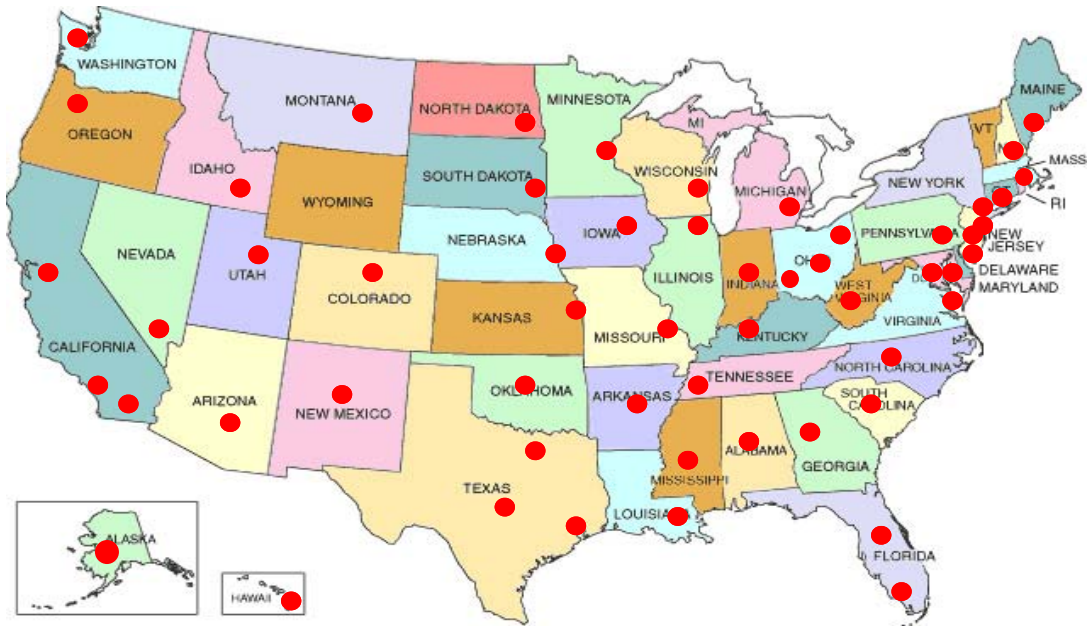 WASHINGTON
MAINE
MONTANA
NORTH DAKOTA
MINNESOTA
MI
VT
OREGON
MASS
IDAHO
SOUTH DAKOTA
WISCONSIN
MICHIGAN
NEW YORK
WYOMING
RI
NEBRASKA
IOWA
PENNSYLVA
NEW
JERSEY
NEVADA
UTAH
ILLINOIS
INDIANA
DELAWARE
COLORADO
MARYLAND
WEST
VIRGINIA
KANSAS
MISSOURI
VIRGINIA
CALIFORNIA
KENTUCKY
NORTH CAROLINA
TENNESSEE
OKLAHOMA
ARKANSAS
SOUTH
CAROLINA
ARIZONA
NEW MEXICO
ALABAMA
GEORGIA
MISSISSIPPI
TEXAS
LOUISIANA
ALASKA
FLORIDA
HAWAII